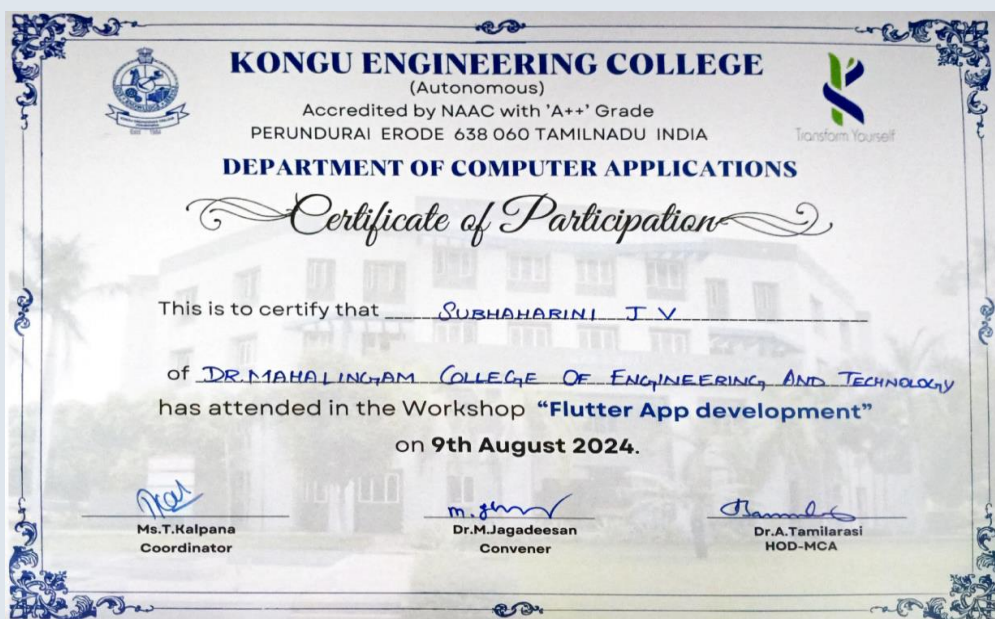 KONGU ENGINEERING COLLEGE
(Autonomous)
Accredited by NAAC with 'A++' Grade
PERUNDURAI ERODE 638 060 TAMILNADU INDIA
Transform Yourself
DEPARTMENT OF COMPUTER APPLICATIONS
Certificate of Participation
This is to certify that SUBHAHARINI J V
of DR.MAHALINGAM COLLEGE OF ENGINEERING AND TECHNOLOGY
has attended in the Workshop “Flutter App development”
on 9th August 2024.
Ms.T.Kalpana
Coordinator
Dr.M.Jagadeesan
Convener
Dr.A.Tamilarasi
HOD-MCA